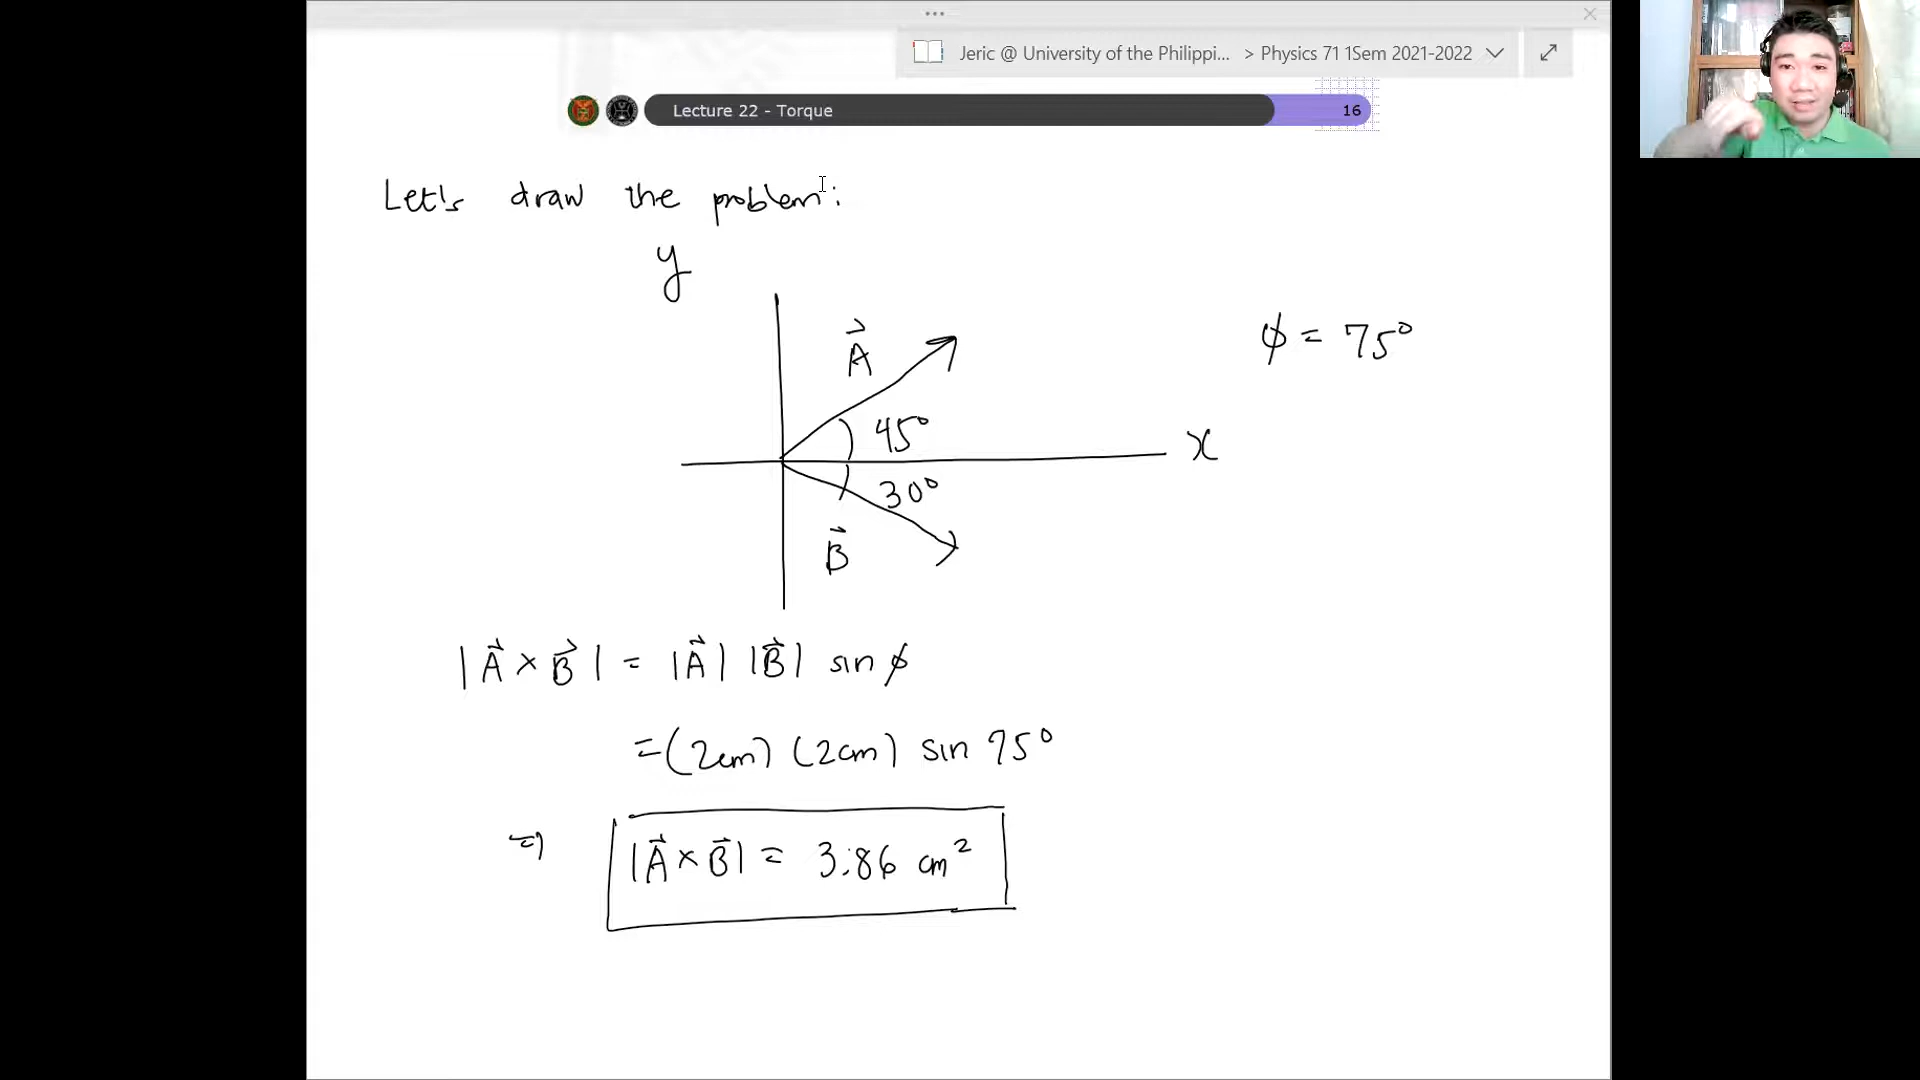 Jeric @ University of the Philippi... > Physics 71 1Sem 2021-2022
Lecture 22 - Torque 16
Let's draw the problem:
y
A⃗
ϕ = 75°
45°
x
30°
B⃗
|A⃗ × B⃗| = |A⃗| |B⃗| sin ϕ
= (2cm) (2cm) sin 75°
⇒ |A⃗ × B⃗| = 3.86 cm²